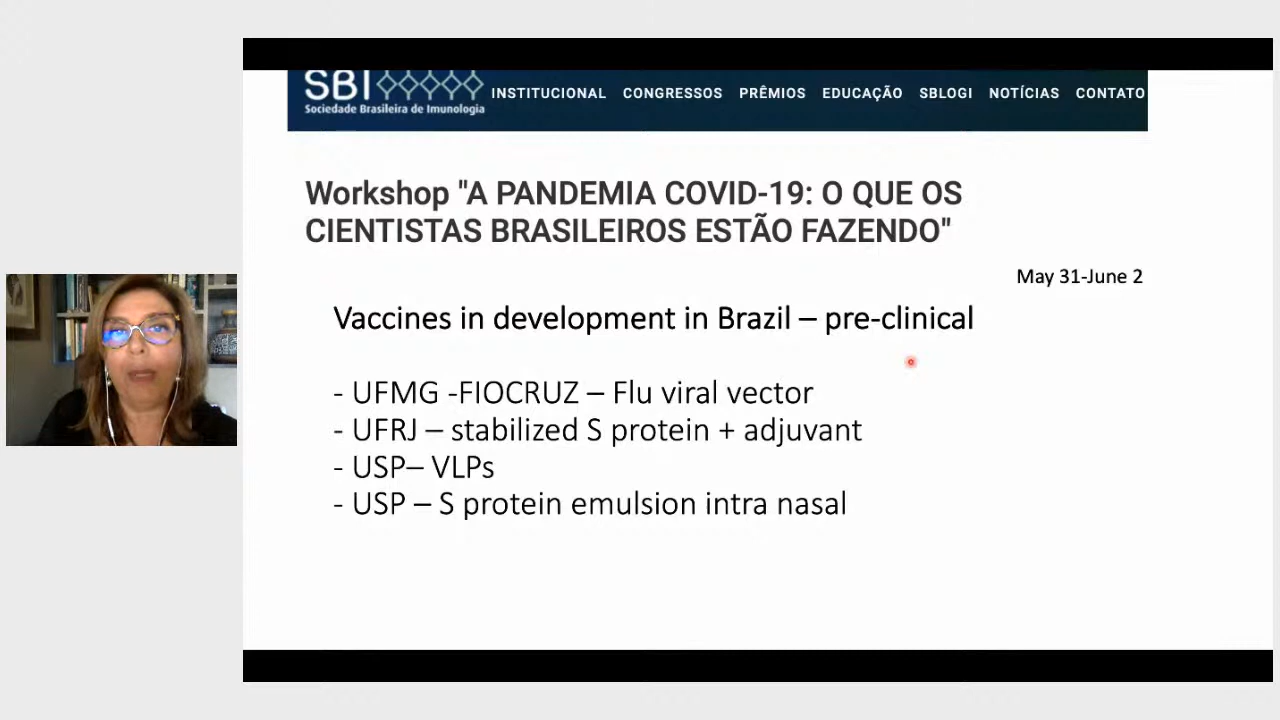 SBI
Sociedade Brasileira de Imunologia
INSTITUCIONAL CONGRESSOS PRÊMIOS EDUCAÇÃO SBLOGI NOTÍCIAS CONTATO
Workshop "A PANDEMIA COVID-19: O QUE OS
CIENTISTAS BRASILEIROS ESTÃO FAZENDO"
May 31-June 2
Vaccines in development in Brazil – pre-clinical
- UFMG -FIOCRUZ – Flu viral vector
- UFRJ – stabilized S protein + adjuvant
- USP– VLPs
- USP – S protein emulsion intra nasal